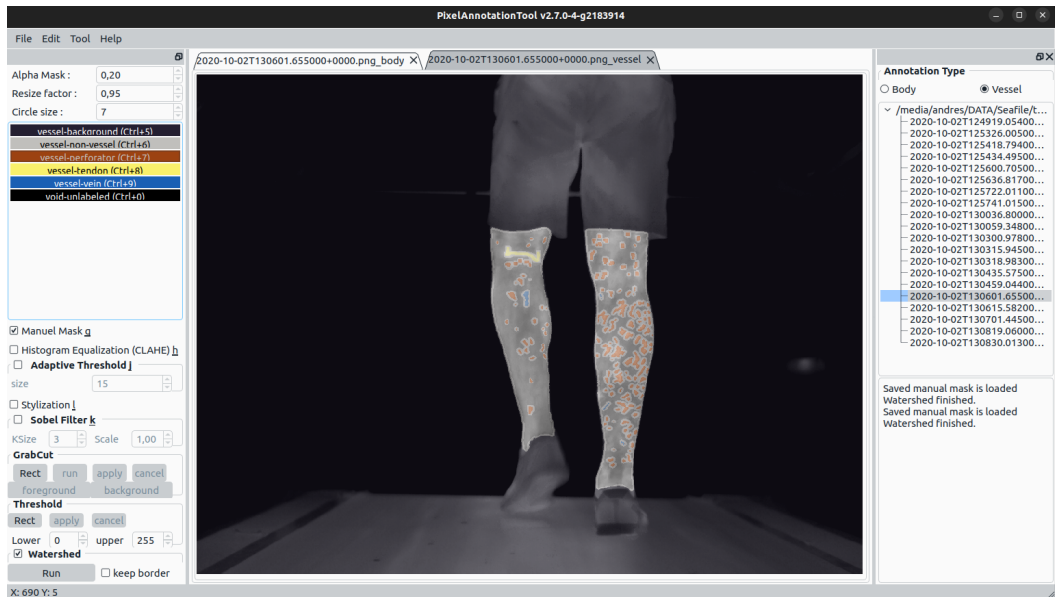 PixelAnnotationTool v2.7.0-4-g2183914
File Edit Tool Help
Alpha Mask : 0,20
Resize factor : 0,95
Circle size : 7
vessel-background (Ctrl+5)
vessel-non-vessel (Ctrl+6)
vessel-perforator (Ctrl+7)
vessel-tendon (Ctrl+8)
vessel-vein (Ctrl+9)
void-unlabeled (Ctrl+0)
Manuel Mask g
Histogram Equalization (CLAHE) h
Adaptive Threshold j
size 15
Stylization l
Sobel Filter k
KSize 3 Scale 1,00
GrabCut
Rect run apply cancel
foreground background
Threshold
Rect apply cancel
Lower 0 upper 255
Watershed
Run keep border
X: 690 Y: 5
2020-10-02T130601.655000+0000.png_body 2020-10-02T130601.655000+0000.png_vessel
Annotation Type
Body Vessel
/media/andres/DATA/Seafile/t...
2020-10-02T124919.05400...
2020-10-02T125326.00500...
2020-10-02T125418.79400...
2020-10-02T125434.49500...
2020-10-02T125600.70500...
2020-10-02T125636.81700...
2020-10-02T125722.01100...
2020-10-02T125741.01500...
2020-10-02T130036.80000...
2020-10-02T130059.34800...
2020-10-02T130300.97800...
2020-10-02T130315.94500...
2020-10-02T130318.98300...
2020-10-02T130435.57500...
2020-10-02T130459.04400...
2020-10-02T130601.65500...
2020-10-02T130615.58200...
2020-10-02T130701.44500...
2020-10-02T130819.06000...
2020-10-02T130830.01300...
Saved manual mask is loaded
Watershed finished.
Saved manual mask is loaded
Watershed finished.